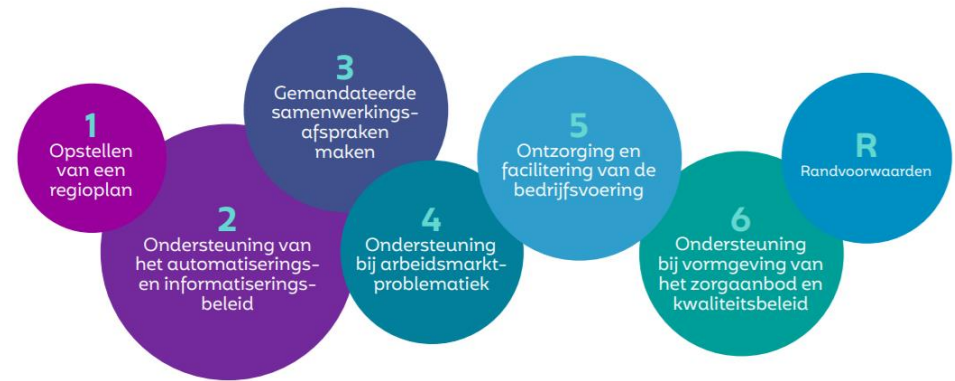 1
Opstellen
van een
regioplan
2
Ondersteuning van
het automatiserings-
en informatiserings-
beleid
3
Gemandateerde
samenwerkings-
afspraken
maken
4
Ondersteuning
bij arbeidsmarkt-
problematiek
5
Ontzorging en
facilitering van de
bedrijfsvoering
6
Ondersteuning
bij vormgeving van
het zorgaanbod en
kwaliteitsbeleid
R
Randvoorwaarden